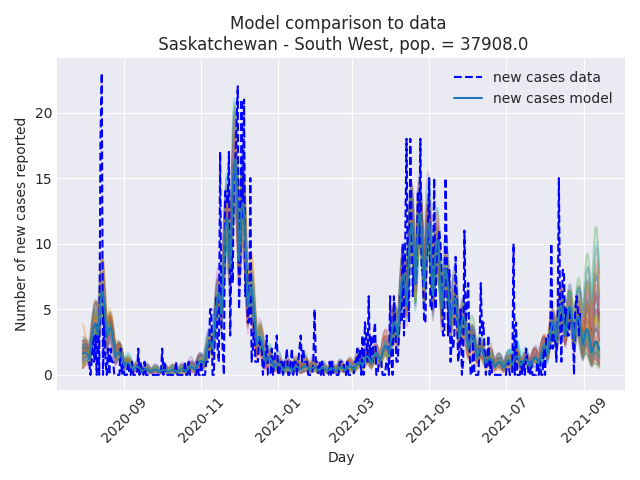 Model comparison to data
Saskatchewan - South West, pop. = 37908.0
new cases data
new cases model
Number of new cases reported
20
15
10
5
0
2020-09
2020-11
2021-01
2021-03
2021-05
2021-07
2021-09
Day